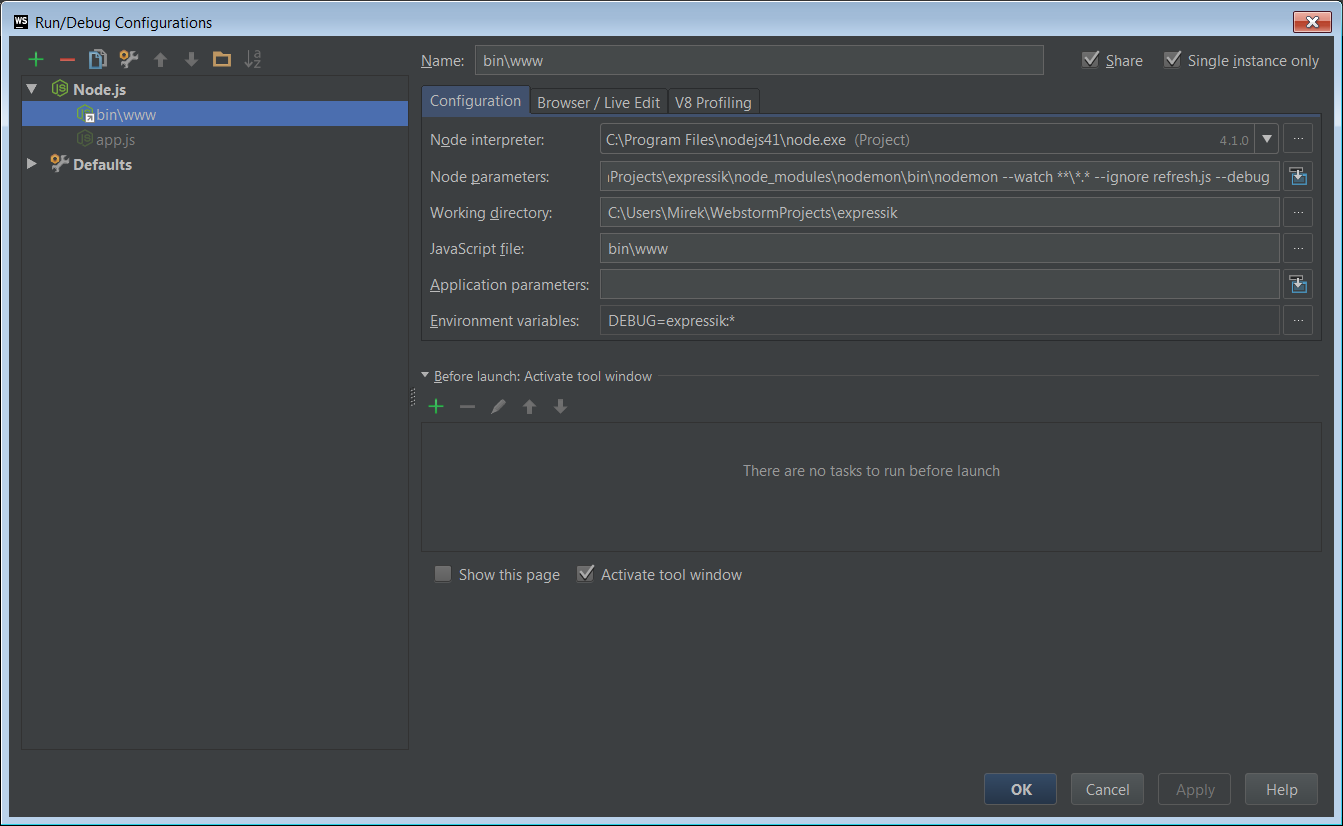 WS Run/Debug Configurations
Name: bin\www Share Single instance only
Node.js
bin\www
app.js
Defaults
Configuration Browser / Live Edit V8 Profiling
Node interpreter: C:\Program Files\nodejs41\node.exe (Project) 4.1.0 ...
Node parameters: Projects\expressik\node_modules\nodemon\bin\nodemon --watch **\*.* --ignore refresh.js --debug
Working directory: C:\Users\Mirek\WebstormProjects\expressik ...
JavaScript file: bin\www ...
Application parameters:
Environment variables: DEBUG=expressik:* ...
Before launch: Activate tool window
There are no tasks to run before launch
Show this page Activate tool window
OK Cancel Apply Help